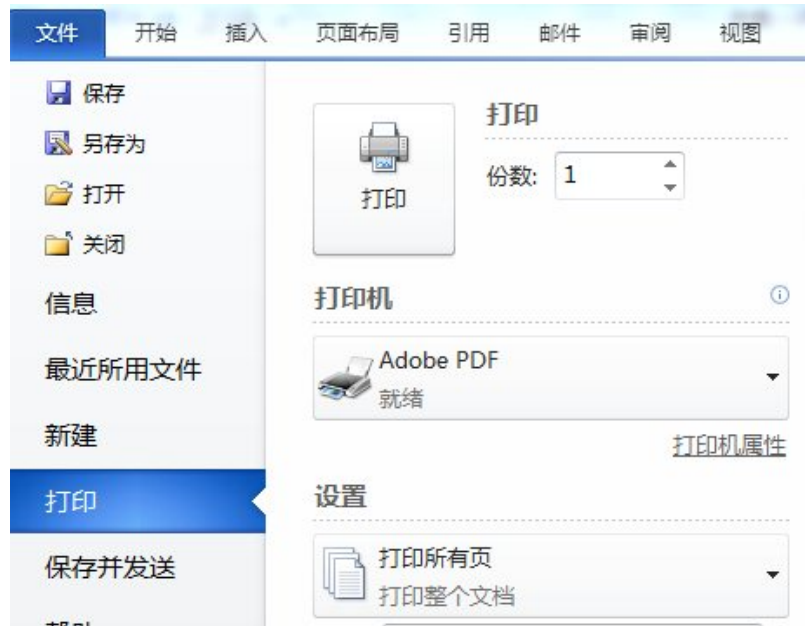 文件 开始 插入 页面布局 引用 邮件 审阅 视图
保存
另存为
打开
关闭
信息
最近所用文件
新建
打印
保存并发送
打印
打印
份数: 1
打印机
Adobe PDF
就绪
打印机属性
设置
打印所有页
打印整个文档